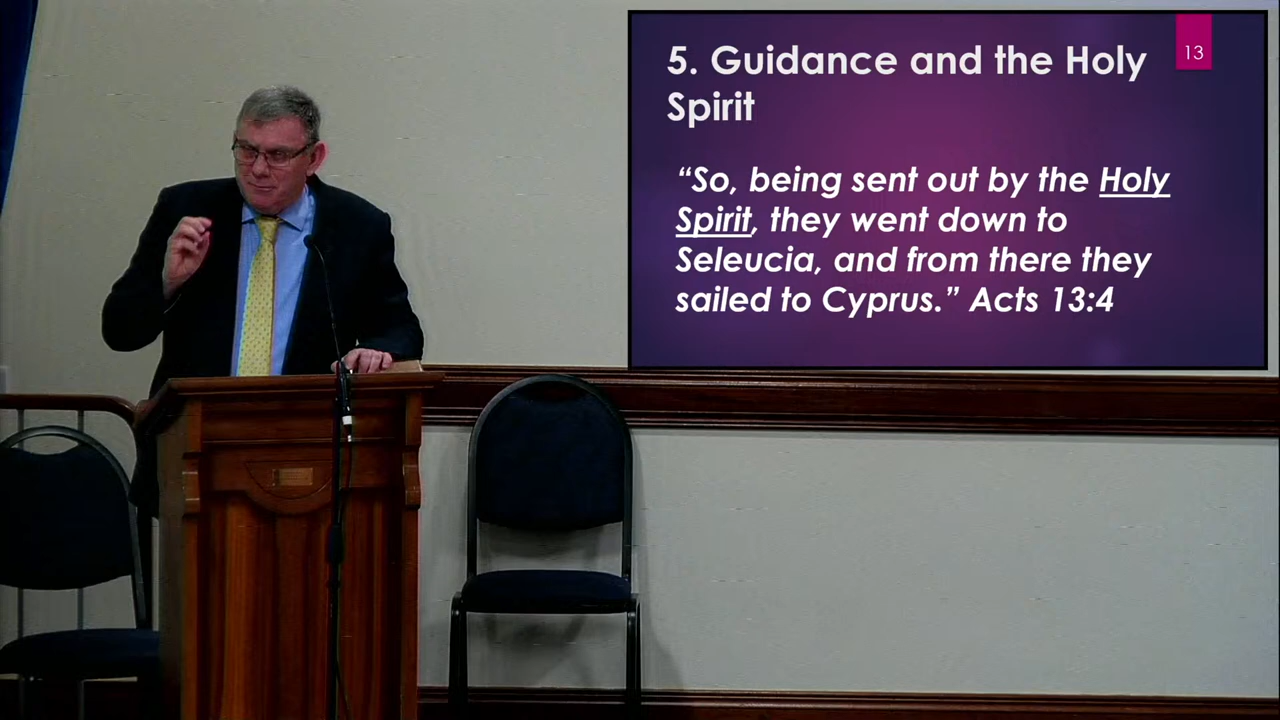 5. Guidance and the Holy
Spirit
13
“So, being sent out by the Holy
Spirit, they went down to
Seleucia, and from there they
sailed to Cyprus.” Acts 13:4